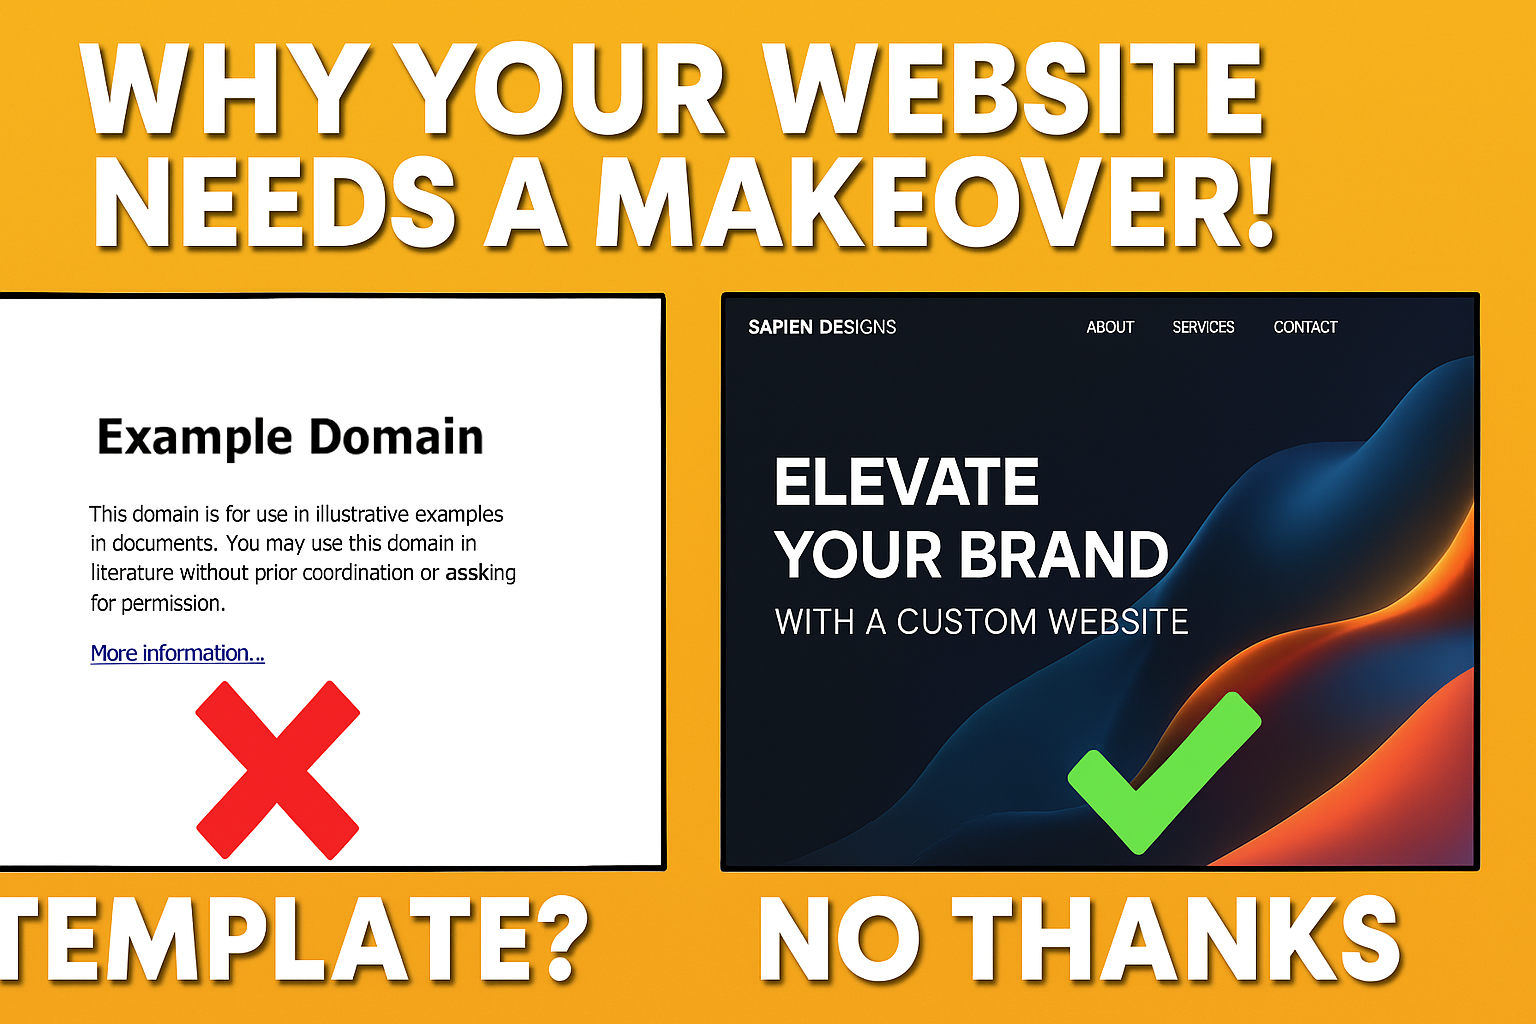 WHY YOUR WEBSITE
NEEDS A MAKEOVER!
Example Domain
This domain is for use in illustrative examples
in documents. You may use this domain in
literature without prior coordination or assking
for permission.
More information...
TEMPLATE?
SAPIEN DESIGNS
ABOUT SERVICES CONTACT
ELEVATE
YOUR BRAND
WITH A CUSTOM WEBSITE
NO THANKS